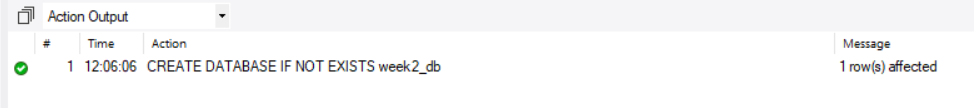 Action Output
# Time Action Message
1 12:06:06 CREATE DATABASE IF NOT EXISTS week2_db 1 row(s) affected